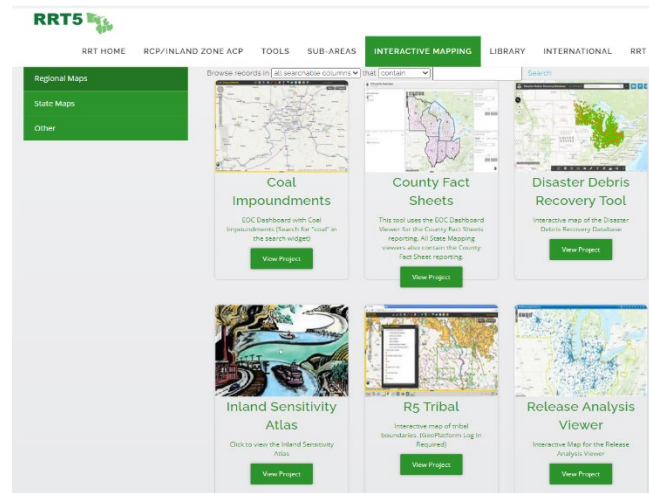 RRT5
RRT HOME RCP/INLAND ZONE ACP TOOLS SUB-AREAS INTERACTIVE MAPPING LIBRARY INTERNATIONAL RRT
Regional Maps
State Maps
Other
Browse records in all searchable columns that contain Search
Coal
Impoundments
EOC Dashboard with Coal
Impoundments (Search for "coal" in
the search widget)
View Project
County Fact
Sheets
This tool uses the EOC Dashboard
Viewer for the County Fact Sheets
reporting. All State Mapping
viewers also contain the County
Fact Sheet reporting.
View Project
Disaster Debris
Recovery Tool
Interactive map of the Disaster
Debris Recovery Database
View Project
Inland Sensitivity
Atlas
Click to view the Inland Sensitivity
Atlas
View Project
R5 Tribal
Interactive map of tribal
boundaries. (GeoPlatform Log In
Required)
View Project
Release Analysis
Viewer
Interactive Map for the Release
Analysis Viewer
View Project